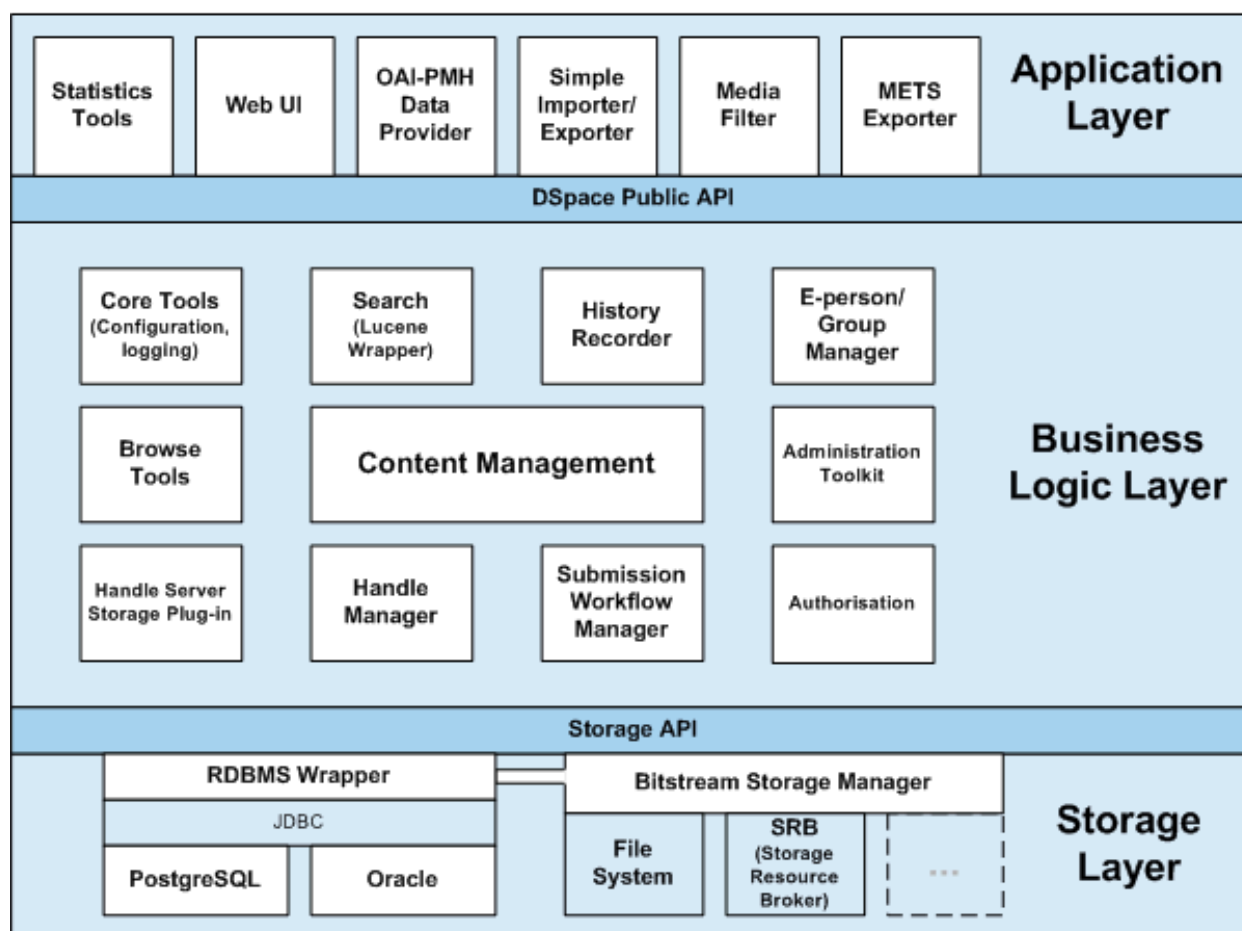 Statistics
Tools
Web UI
OAI-PMH
Data
Provider
Simple
Importer/
Exporter
Media
Filter
METS
Exporter
Application
Layer
DSpace Public API
Core Tools
(Configuration,
logging)
Search
(Lucene
Wrapper)
History
Recorder
E-person/
Group
Manager
Browse
Tools
Content Management
Administration
Toolkit
Business
Logic Layer
Handle Server
Storage Plug-in
Handle
Manager
Submission
Workflow
Manager
Authorisation
Storage API
RDBMS Wrapper
JDBC
PostgreSQL
Oracle
Bitstream Storage Manager
File
System
SRB
(Storage
Resource
Broker)
...
Storage
Layer